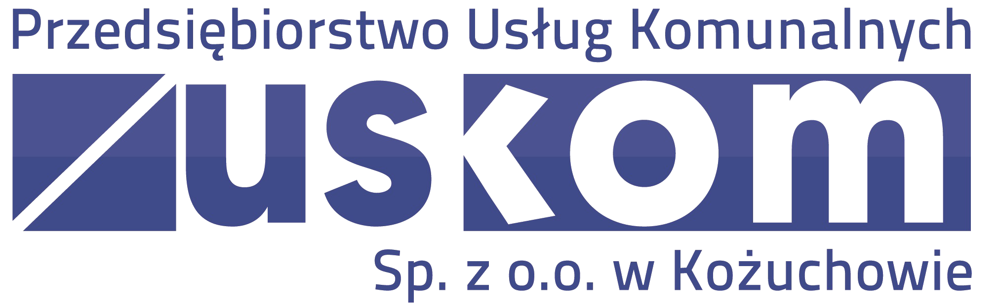 Przedsiębiorstwo Usług Komunalnych
uskom
Sp. z o.o. w Kożuchowie